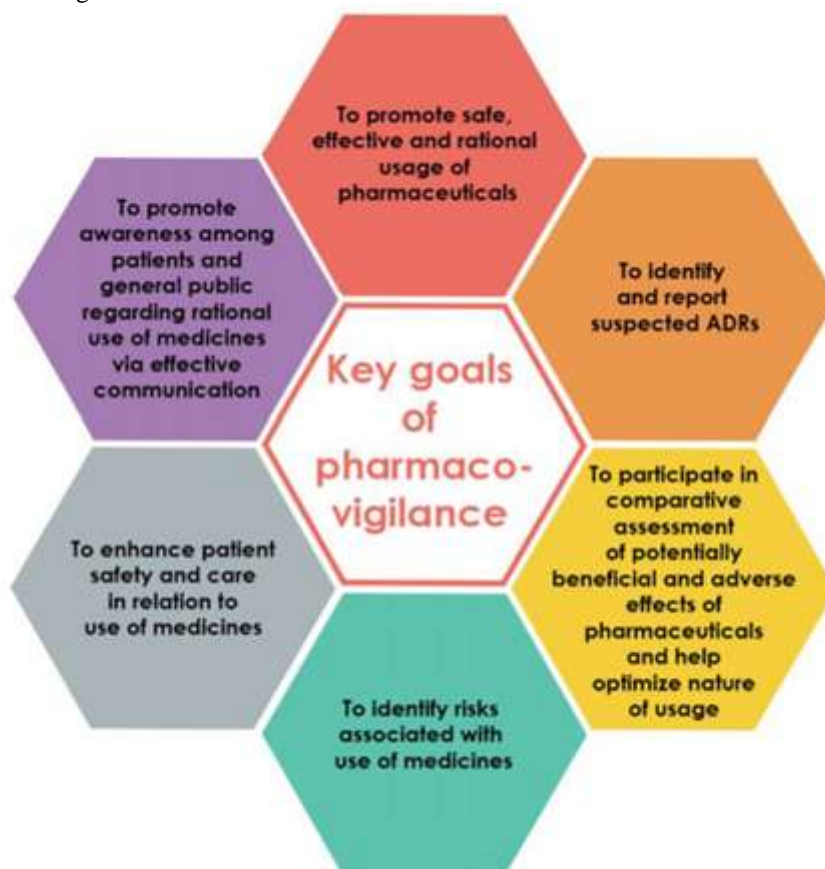 To promote safe,
effective and rational
usage of
pharmaceuticals
To identify
and report
suspected ADRs
To participate in
comparative
assessment
of potentially
beneficial and adverse
effects of
pharmaceuticals
and help
optimize nature
of usage
To identify risks
associated with
use of medicines
To enhance patient
safety and care
in relation to
use of medicines
To promote
awareness among
patients and
general public
regarding rational
use of medicines
via effective
communication
Key goals
of
pharmaco-
vigilance